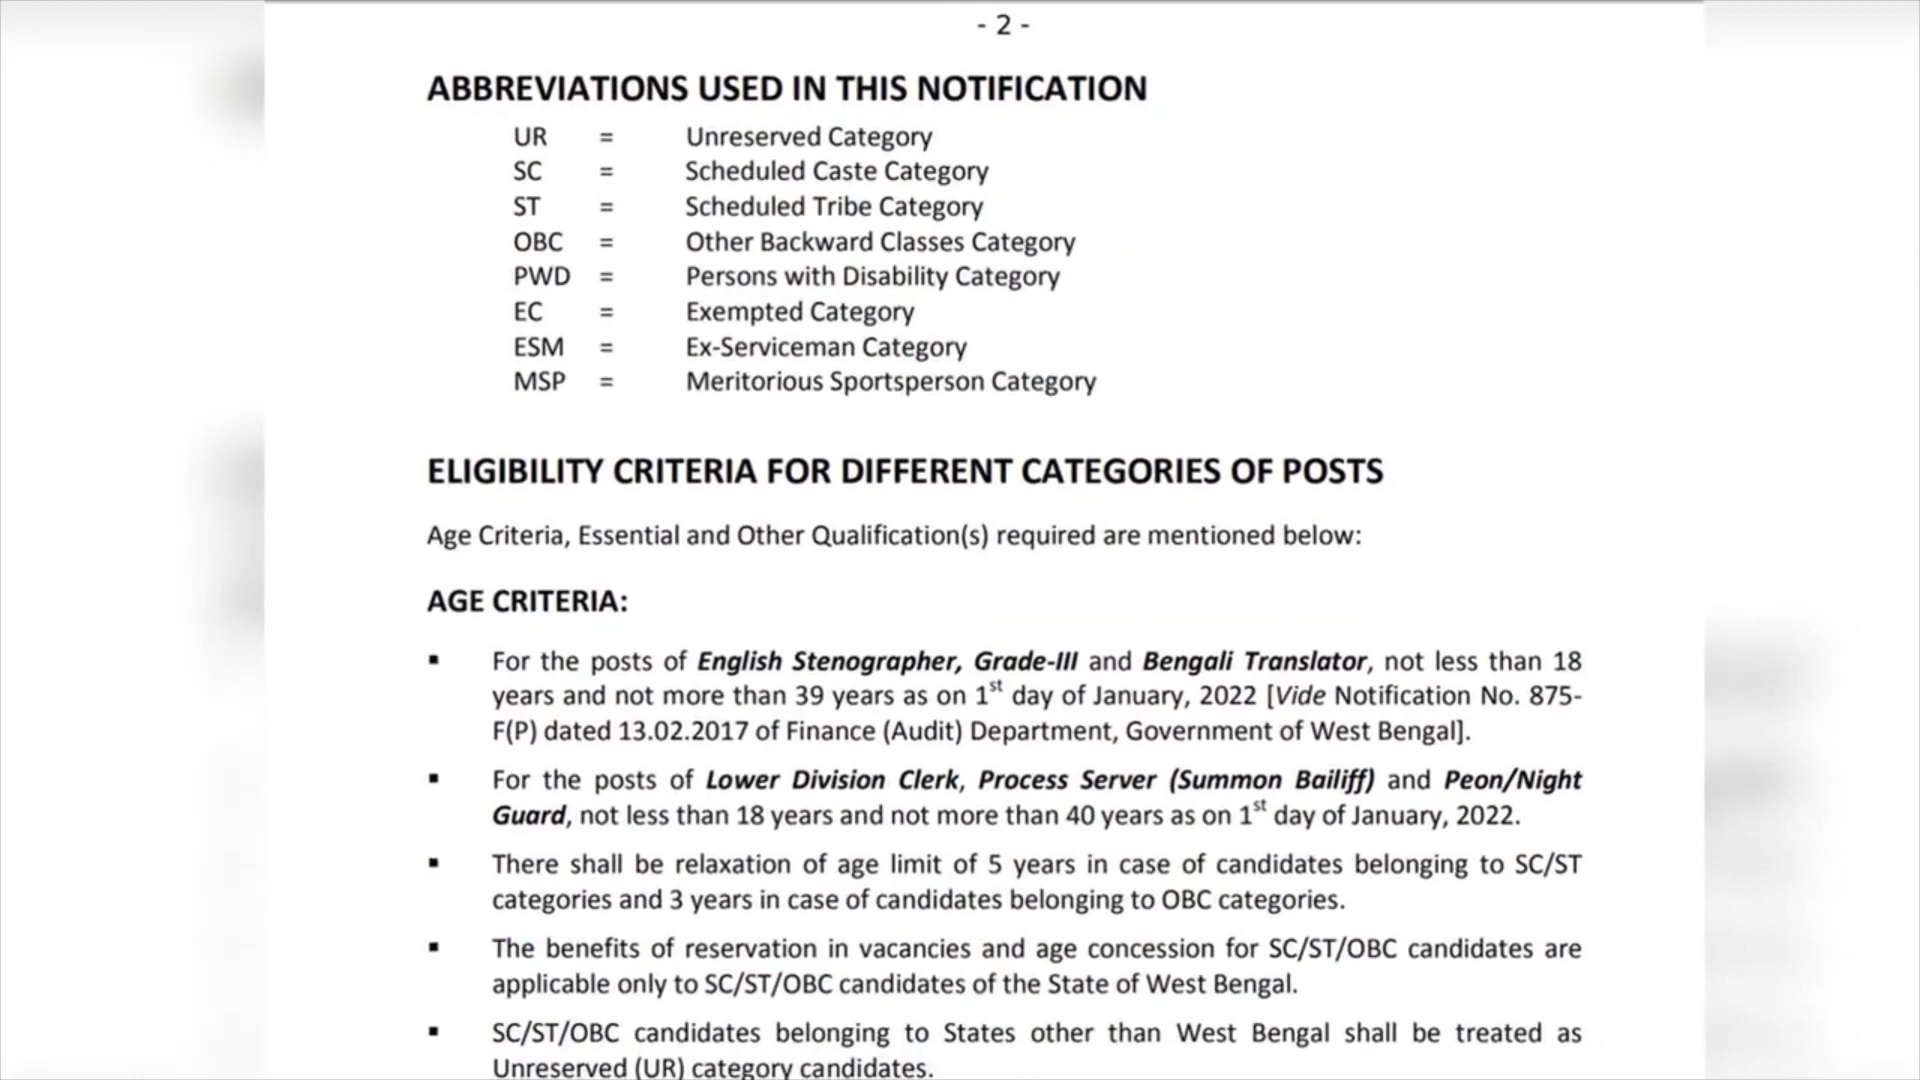 - 2 -
ABBREVIATIONS USED IN THIS NOTIFICATION
UR = Unreserved Category
SC = Scheduled Caste Category
ST = Scheduled Tribe Category
OBC = Other Backward Classes Category
PWD = Persons with Disability Category
EC = Exempted Category
ESM = Ex-Serviceman Category
MSP = Meritorious Sportsperson Category
ELIGIBILITY CRITERIA FOR DIFFERENT CATEGORIES OF POSTS
Age Criteria, Essential and Other Qualification(s) required are mentioned below:
AGE CRITERIA:
▪ For the posts of English Stenographer, Grade-III and Bengali Translator, not less than 18
years and not more than 39 years as on 1st day of January, 2022 [Vide Notification No. 875-
F(P) dated 13.02.2017 of Finance (Audit) Department, Government of West Bengal].
▪ For the posts of Lower Division Clerk, Process Server (Summon Bailiff) and Peon/Night
Guard, not less than 18 years and not more than 40 years as on 1st day of January, 2022.
▪ There shall be relaxation of age limit of 5 years in case of candidates belonging to SC/ST
categories and 3 years in case of candidates belonging to OBC categories.
▪ The benefits of reservation in vacancies and age concession for SC/ST/OBC candidates are
applicable only to SC/ST/OBC candidates of the State of West Bengal.
▪ SC/ST/OBC candidates belonging to States other than West Bengal shall be treated as
Unreserved (UR) category candidates.